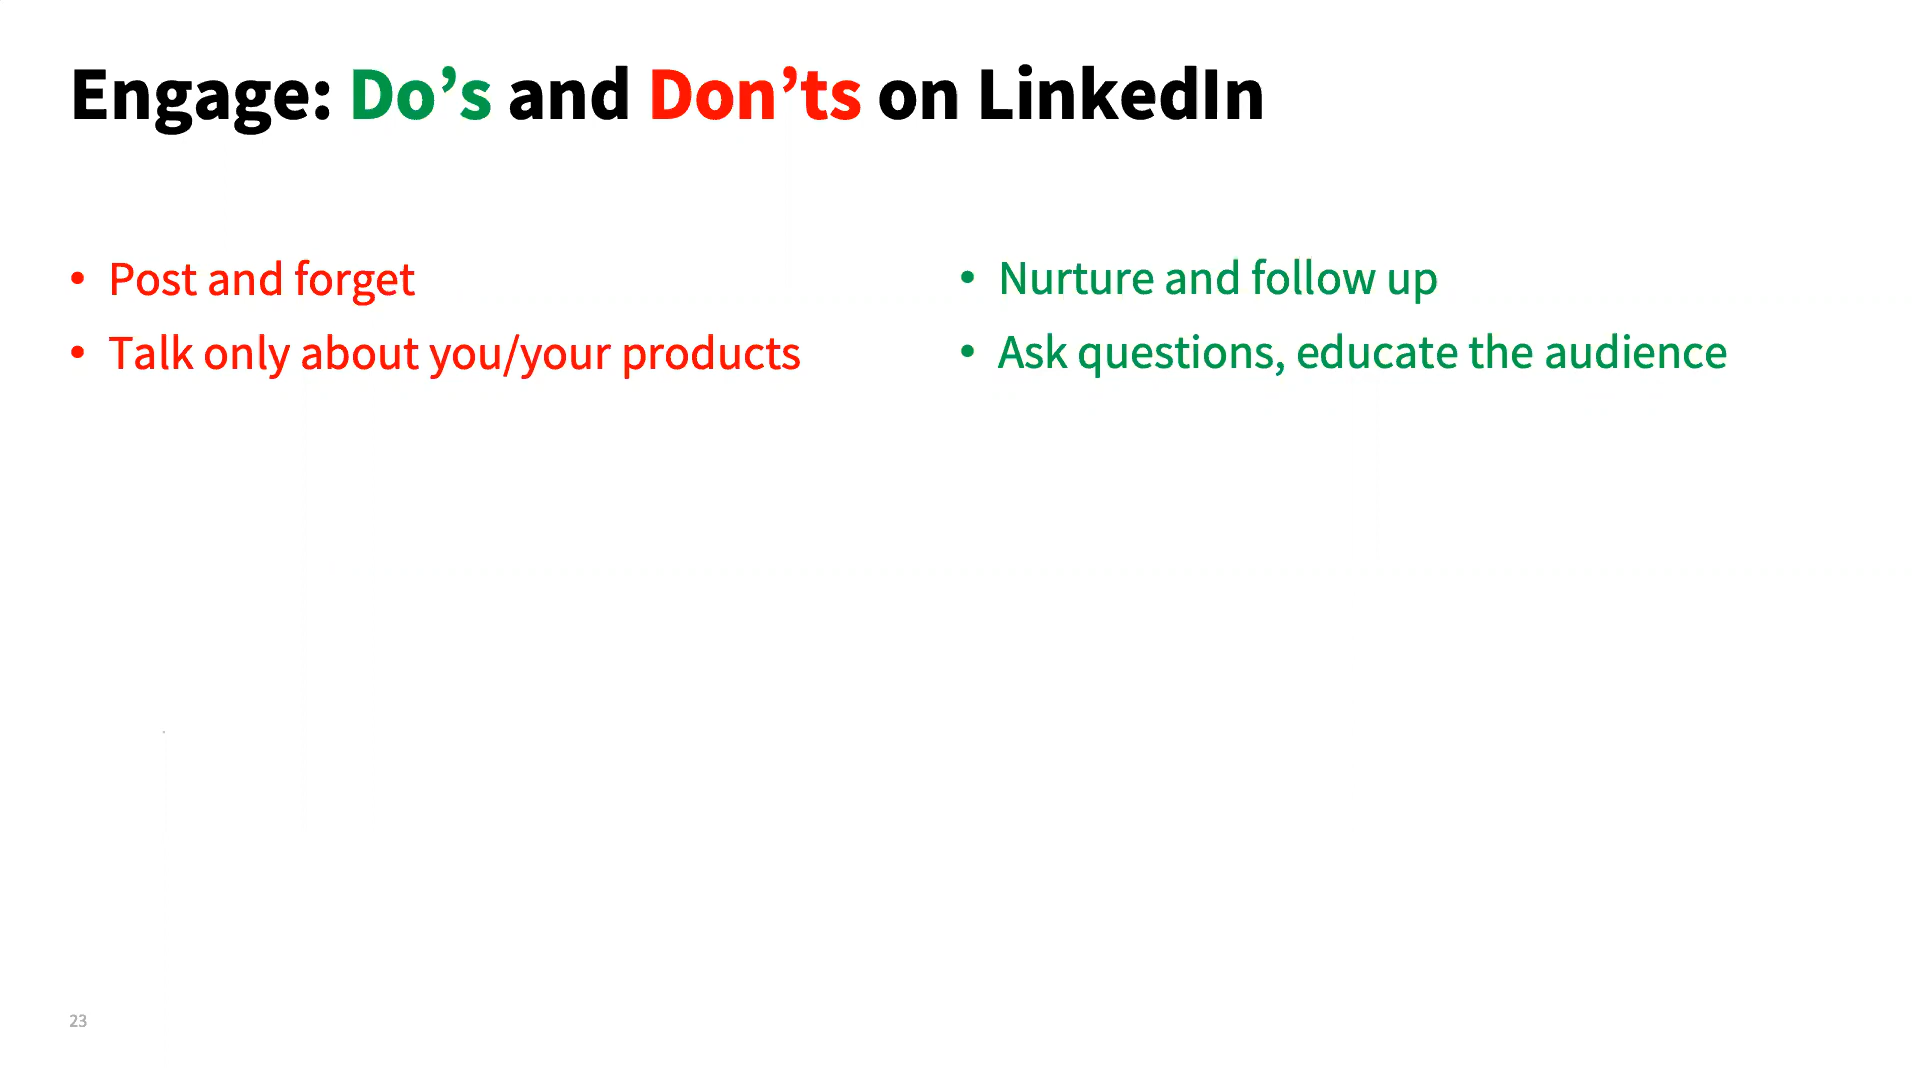 Engage: Do’s and Don’ts on LinkedIn
• Post and forget
• Talk only about you/your products
• Nurture and follow up
• Ask questions, educate the audience
23